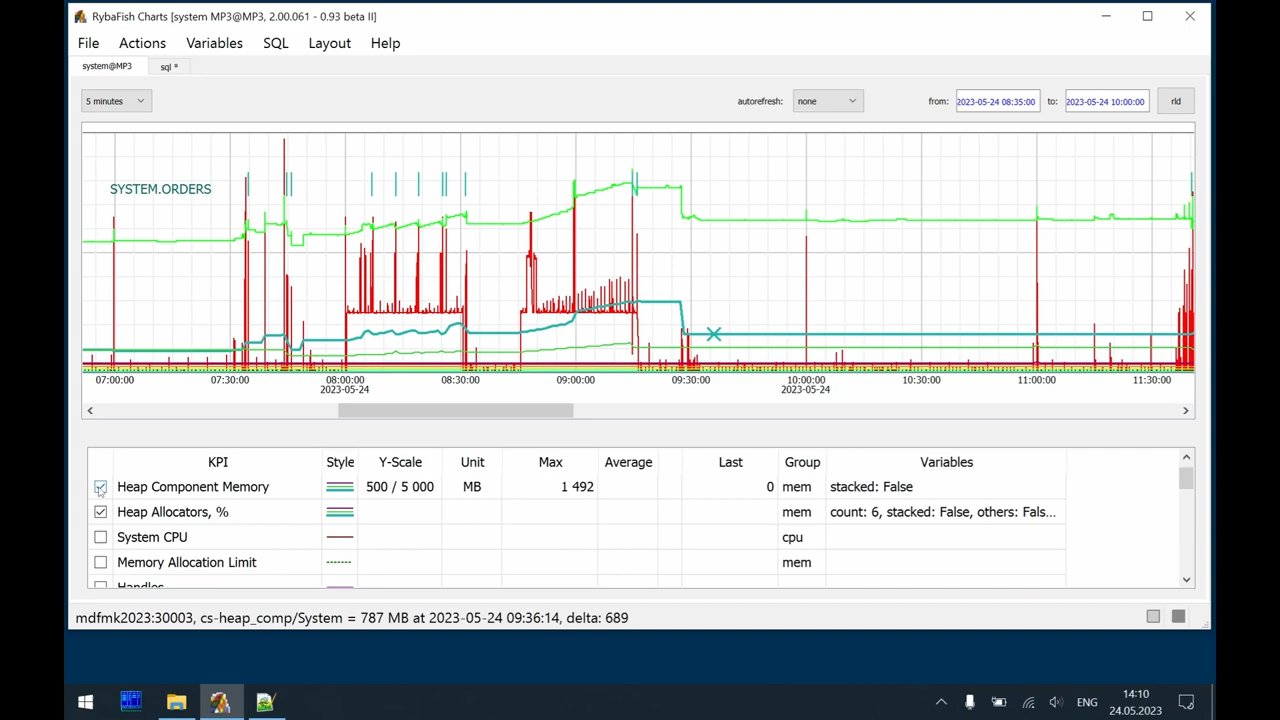 RybaFish Charts [system MP3@MP3, 2.00.061 - 0.93 beta II]
File Actions Variables SQL Layout Help
system@MP3 sql *
5 minutes autorefresh: none from: 2023-05-24 08:35:00 to: 2023-05-24 10:00:00 rld
SYSTEM.ORDERS
07:00:00 07:30:00 08:00:00 08:30:00 09:00:00 09:30:00 10:00:00 10:30:00 11:00:00 11:30:00
2023-05-24 2023-05-24
KPI Style Y-Scale Unit Max Average Last Group Variables
Heap Component Memory 500 / 5 000 MB 1 492 0 mem stacked: False
Heap Allocators, % mem count: 6, stacked: False, others: Fals...
System CPU cpu
Memory Allocation Limit mem
Handles
mdfmk2023:30003, cs-heap_comp/System = 787 MB at 2023-05-24 09:36:14, delta: 689
ENG 14:10
24.05.2023